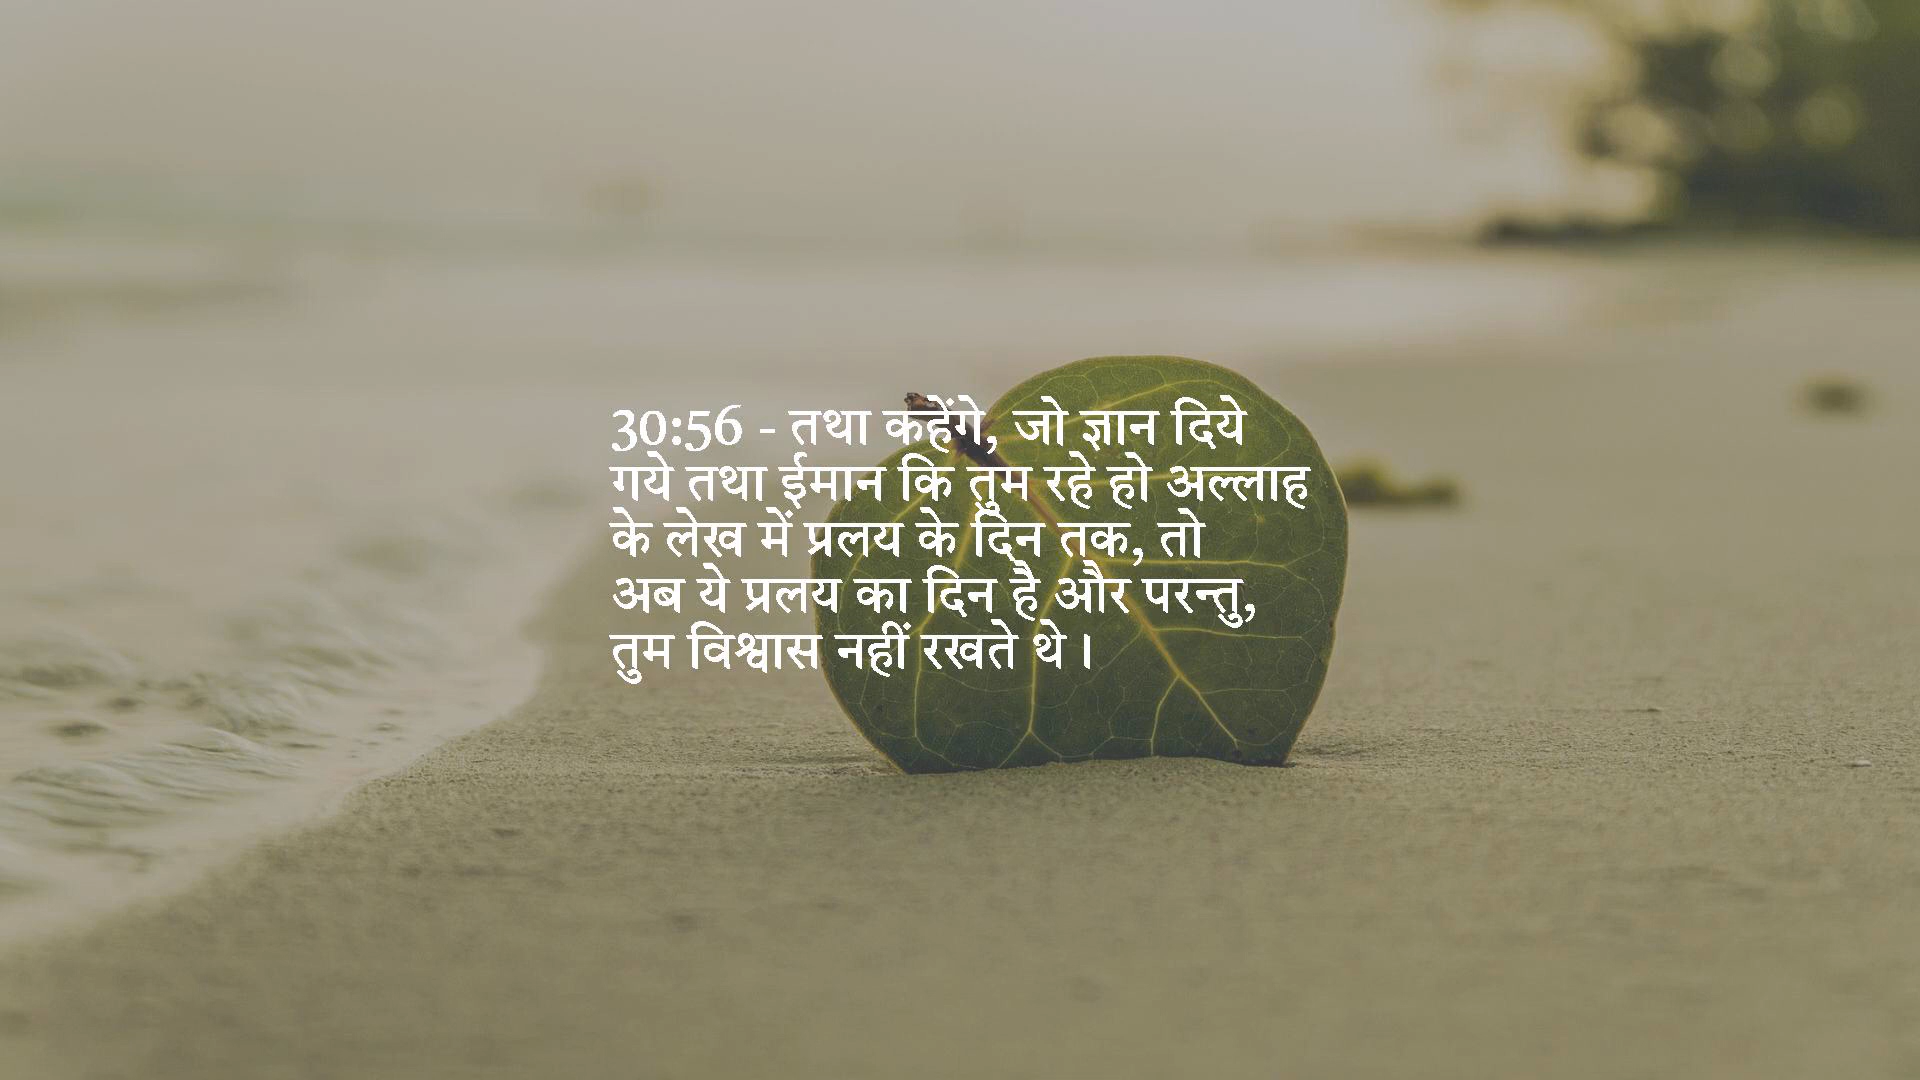 30:56 - तथा कहेंगे, जो ज्ञान दिये
गये तथा ईमान कि तुम रहे हो अल्लाह
के लेख में प्रलय के दिन तक, तो
अब ये प्रलय का दिन है और परन्तु,
तुम विश्वास नहीं रखते थे।